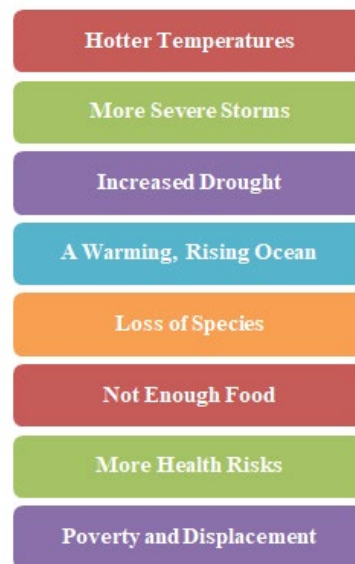 Hotter Temperatures
More Severe Storms
Increased Drought
A Warming, Rising Ocean
Loss of Species
Not Enough Food
More Health Risks
Poverty and Displacement